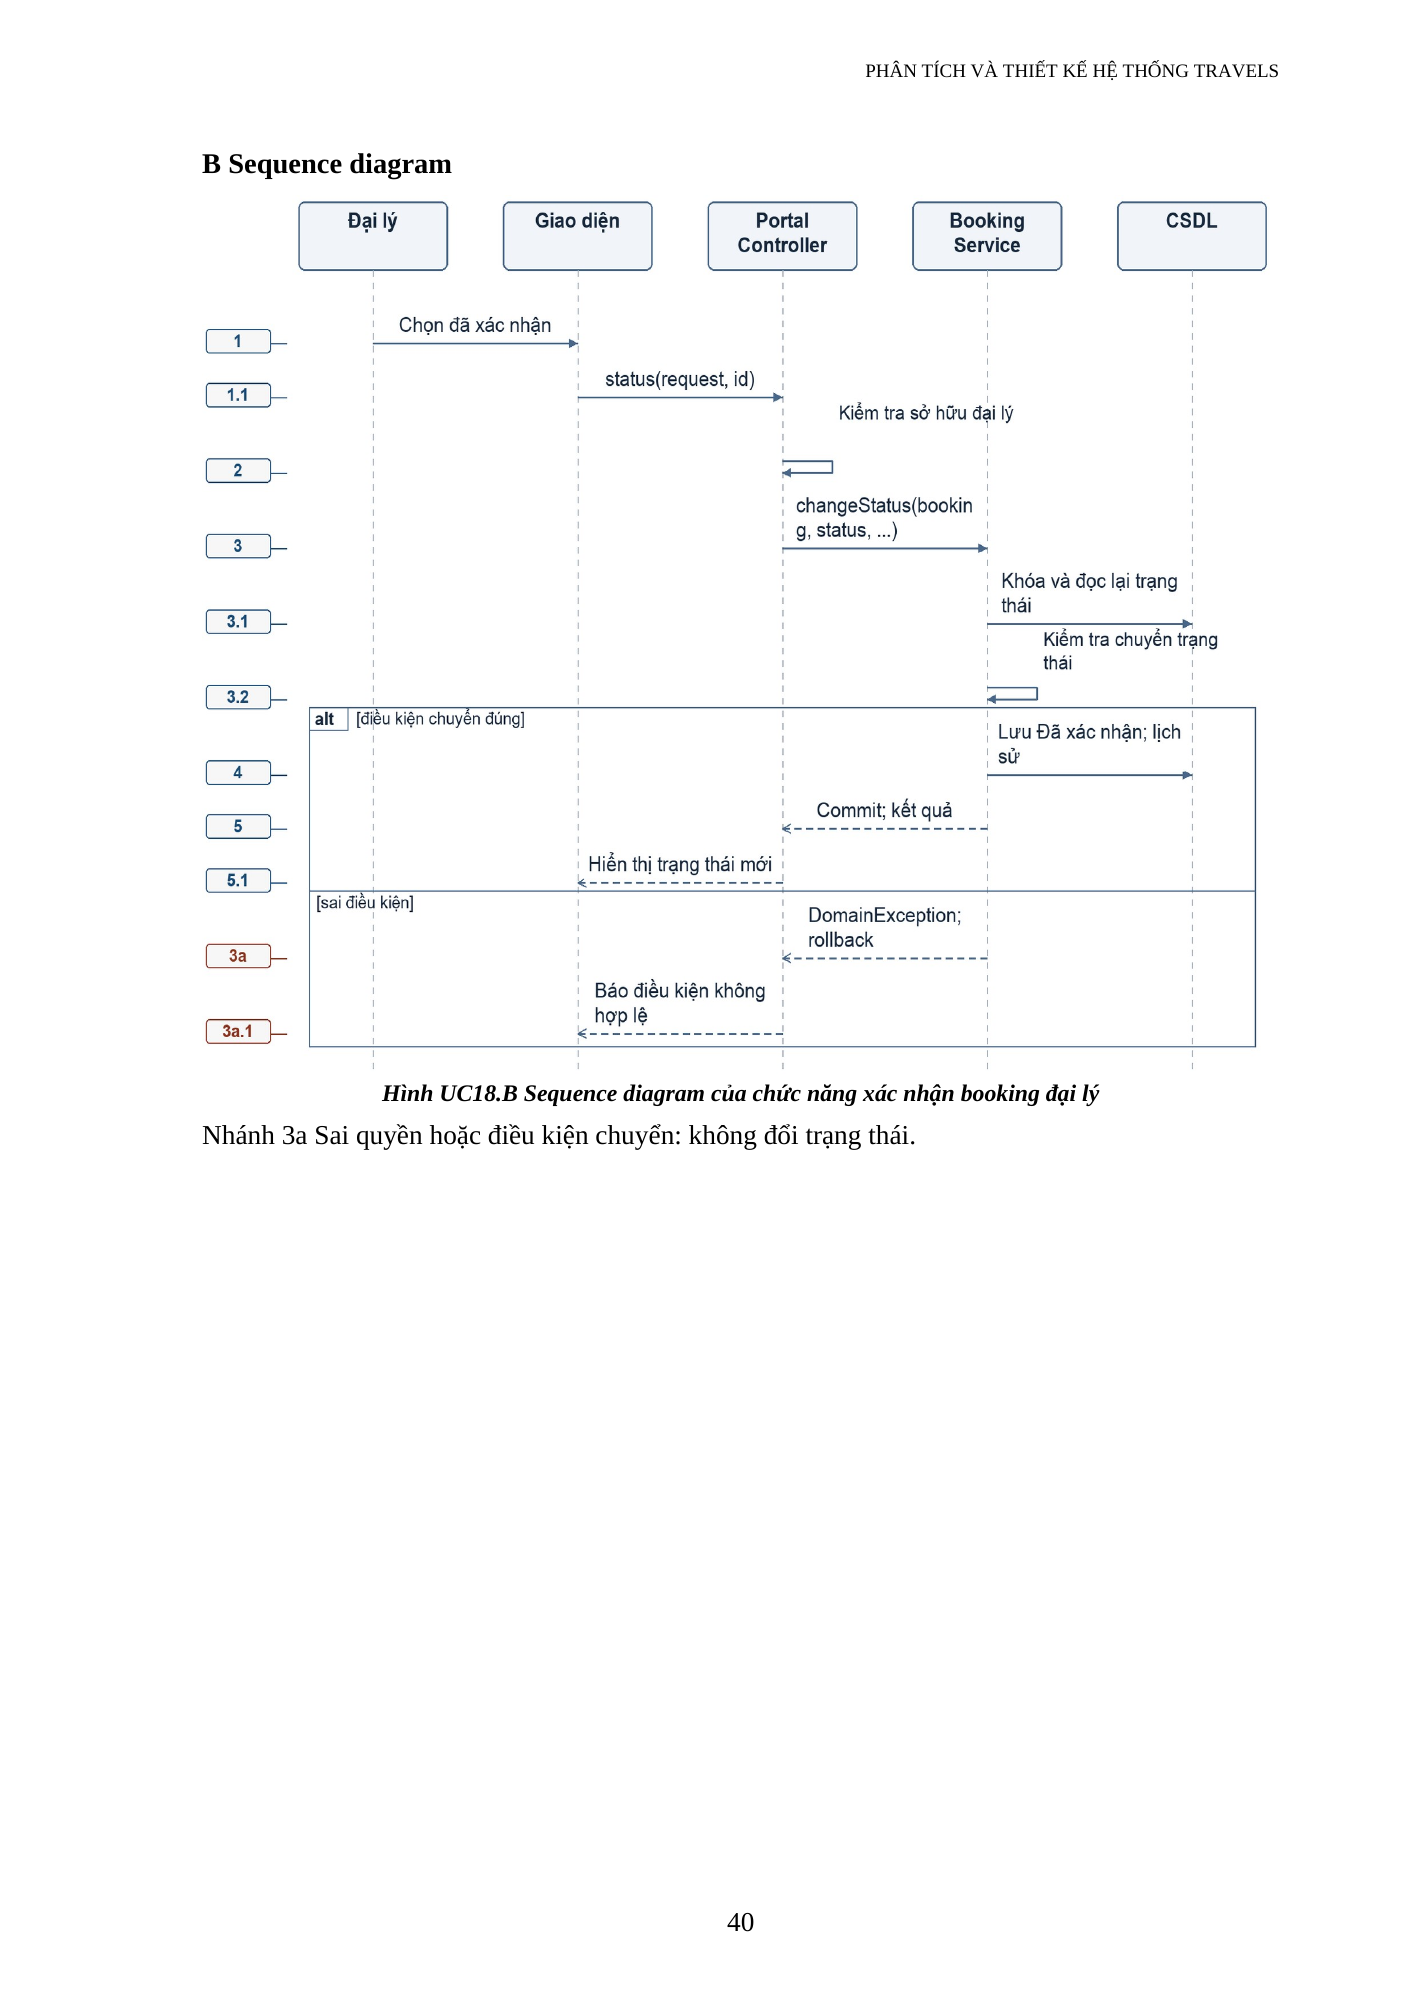 PHÂN TÍCH VÀ THIẾT KẾ HỆ THỐNG TRAVELS
B Sequence diagram
Đại lý
Giao diện
Portal
Controller
Booking
Service
CSDL
Chọn đã xác nhận
1
status(request, id)
1.1
Kiểm tra sở hữu đại lý
2
changeStatus(bookin
g, status, ...)
3
Khóa và đọc lại trạng
thái
3.1
Kiểm tra chuyển trạng
thái
3.2
alt [điều kiện chuyển đúng]
Lưu Đã xác nhận; lịch
sử
4
Commit; kết quả
5
Hiển thị trạng thái mới
5.1
[sai điều kiện]
DomainException;
rollback
3a
Báo điều kiện không
hợp lệ
3a.1
Hình UC18.B Sequence diagram của chức năng xác nhận booking đại lý
Nhánh 3a Sai quyền hoặc điều kiện chuyển: không đổi trạng thái.
40